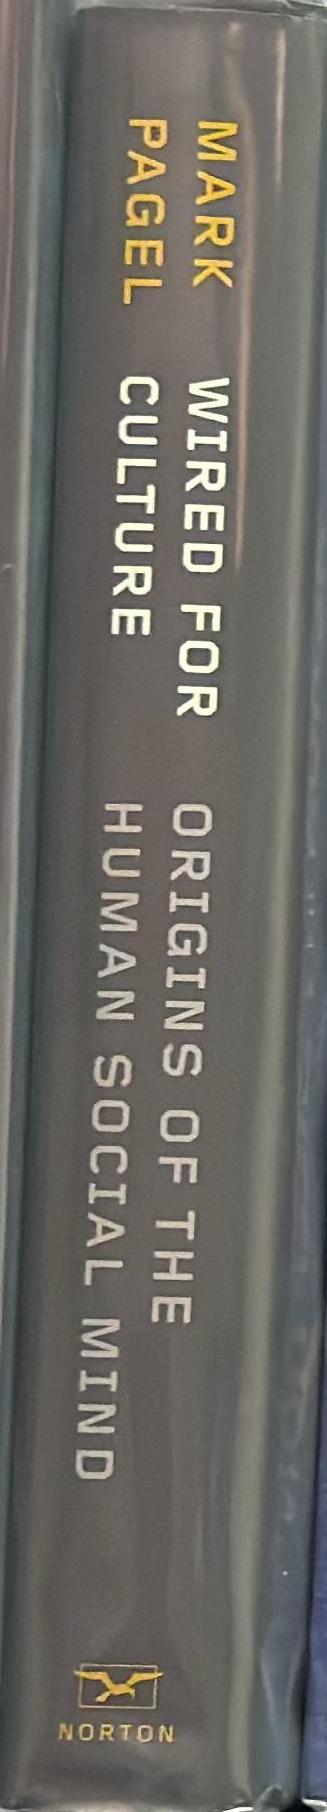 MARK
PAGEL
WIRED FOR
CULTURE
ORIGINS OF THE
HUMAN SOCIAL MIND
NORTON